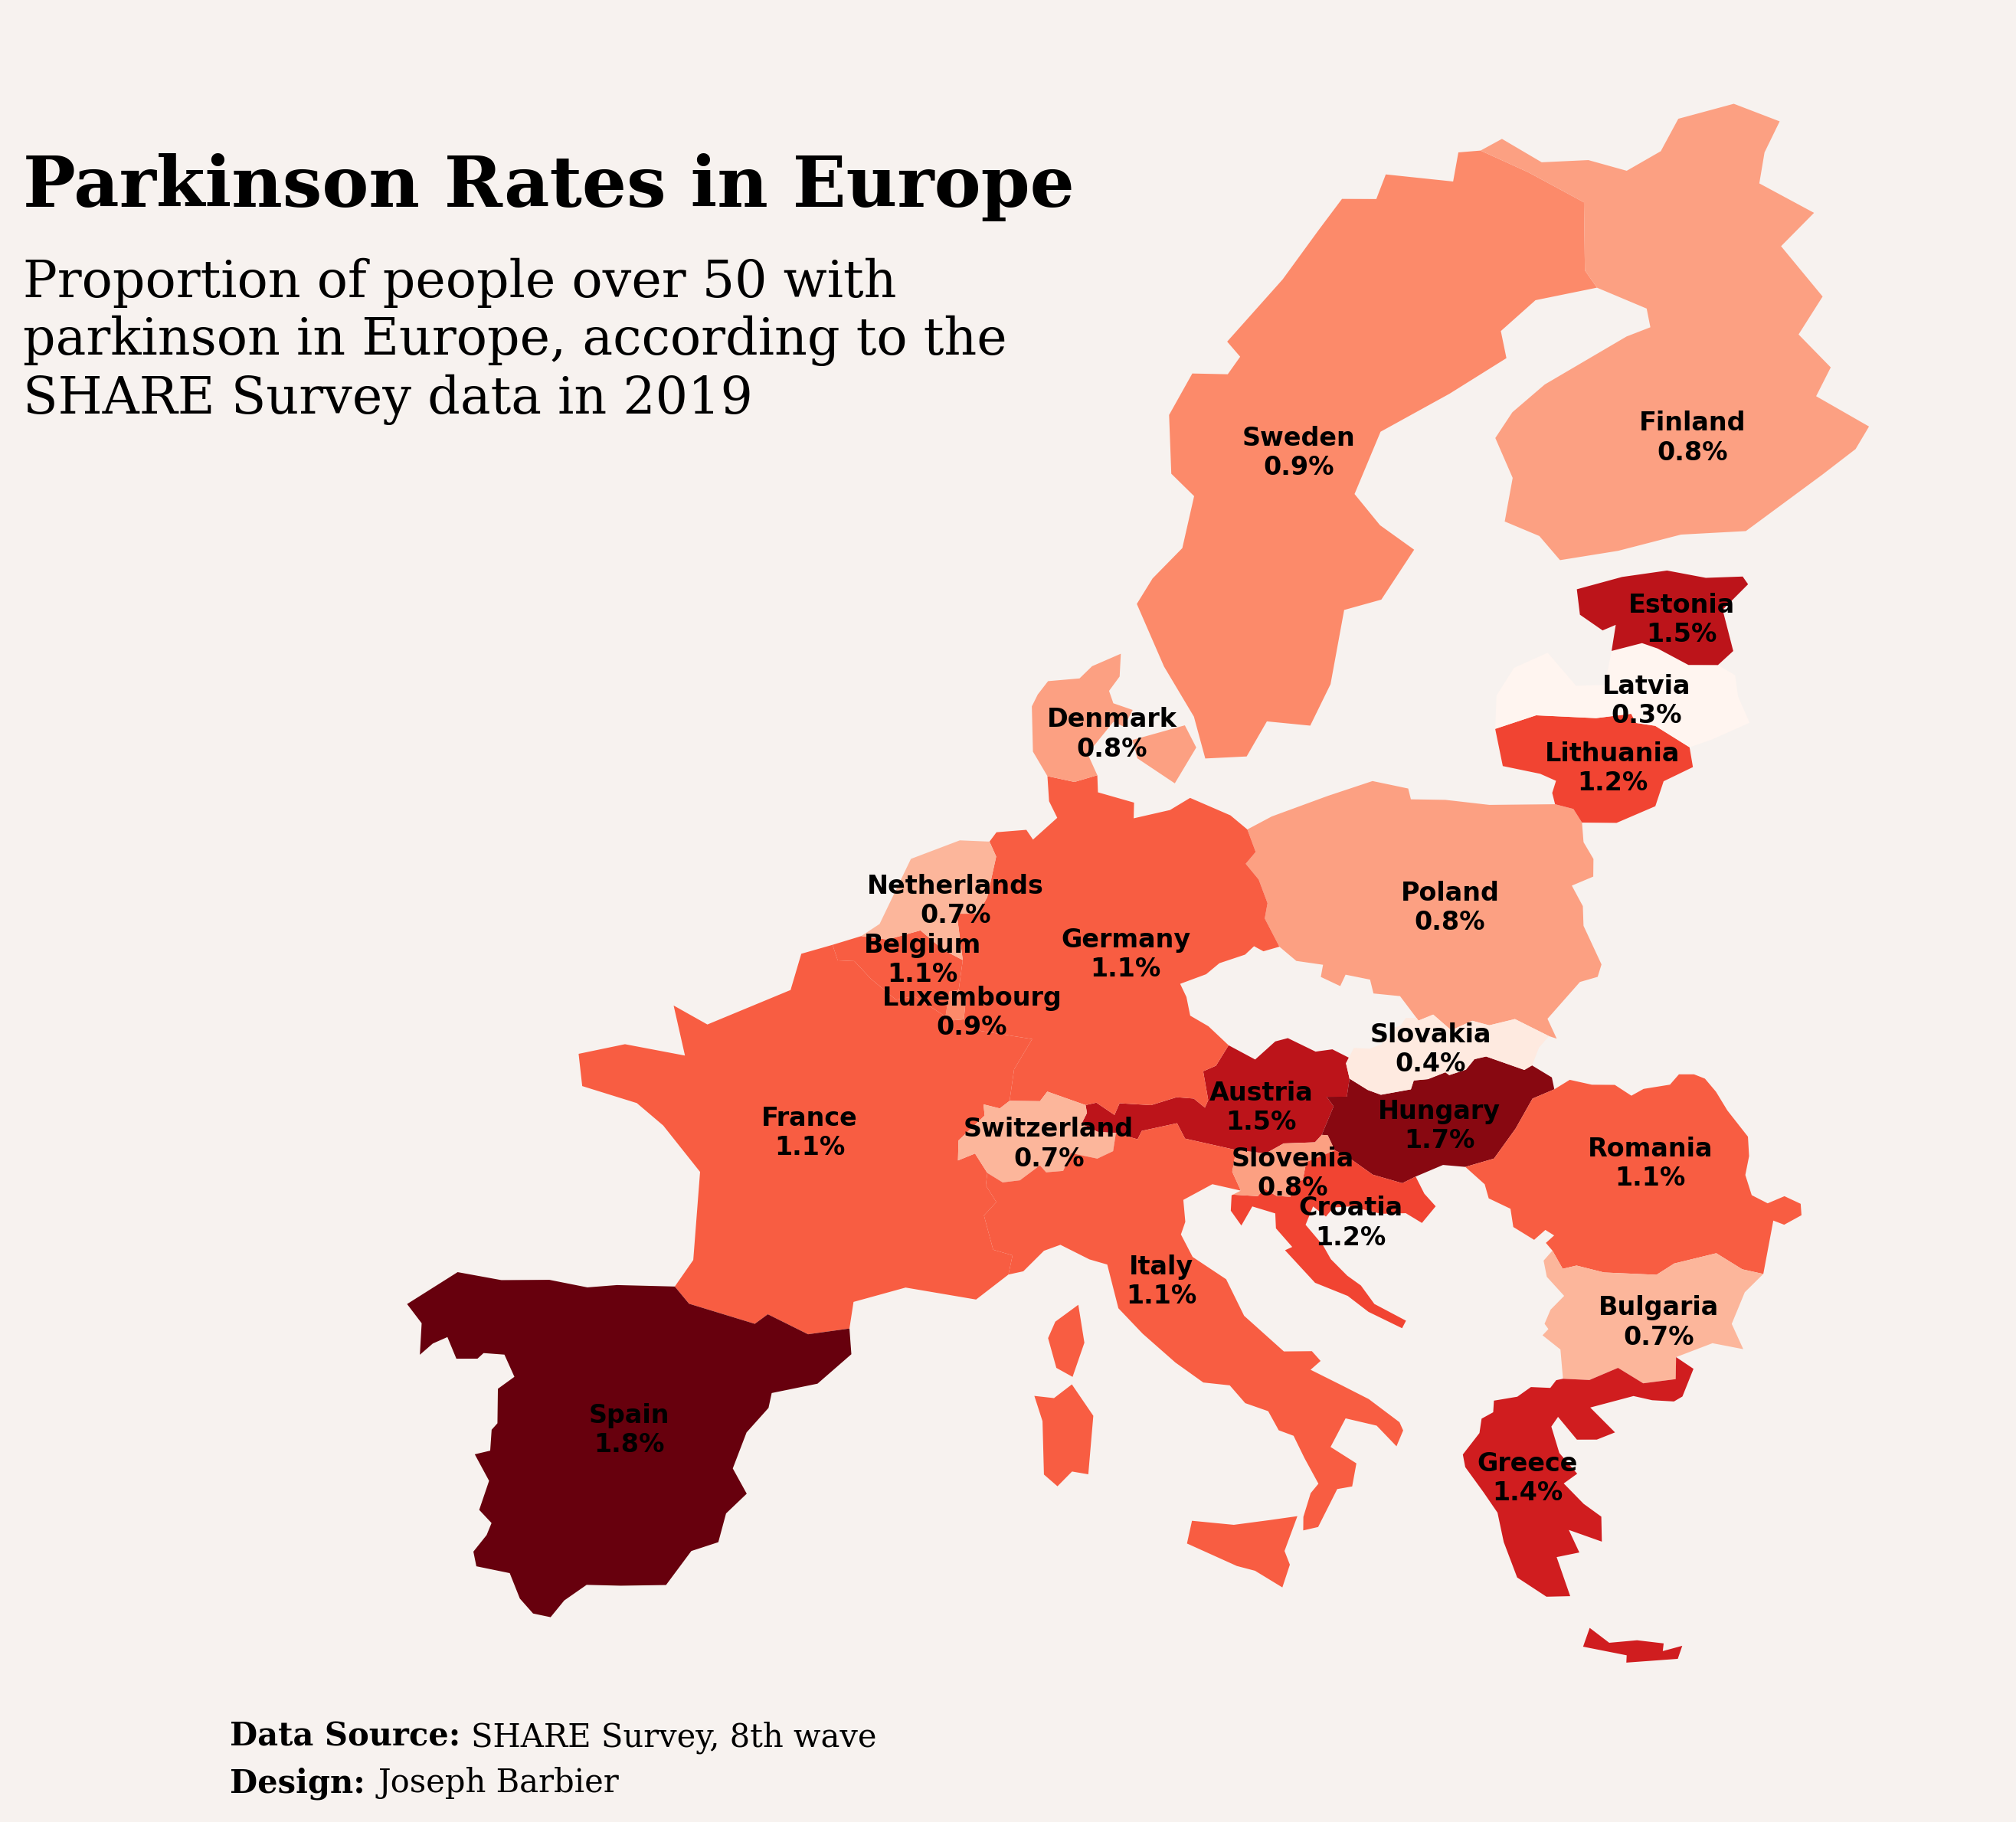 Parkinson Rates in Europe
Proportion of people over 50 with
parkinson in Europe, according to the
SHARE Survey data in 2019
Finland
0.8%
Sweden
0.9%
Estonia
1.5%
Latvia
0.3%
Denmark
0.8%
Lithuania
1.2%
Netherlands
0.7%
Poland
0.8%
Belgium
1.1%
Germany
1.1%
Luxembourg
0.9%
Slovakia
0.4%
Austria
1.5%
Hungary
1.7%
France
1.1%
Switzerland
0.7%
Romania
1.1%
Slovenia
0.8%
Croatia
1.2%
Italy
1.1%
Bulgaria
0.7%
Spain
1.8%
Greece
1.4%
Data Source: SHARE Survey, 8th wave
Design: Joseph Barbier